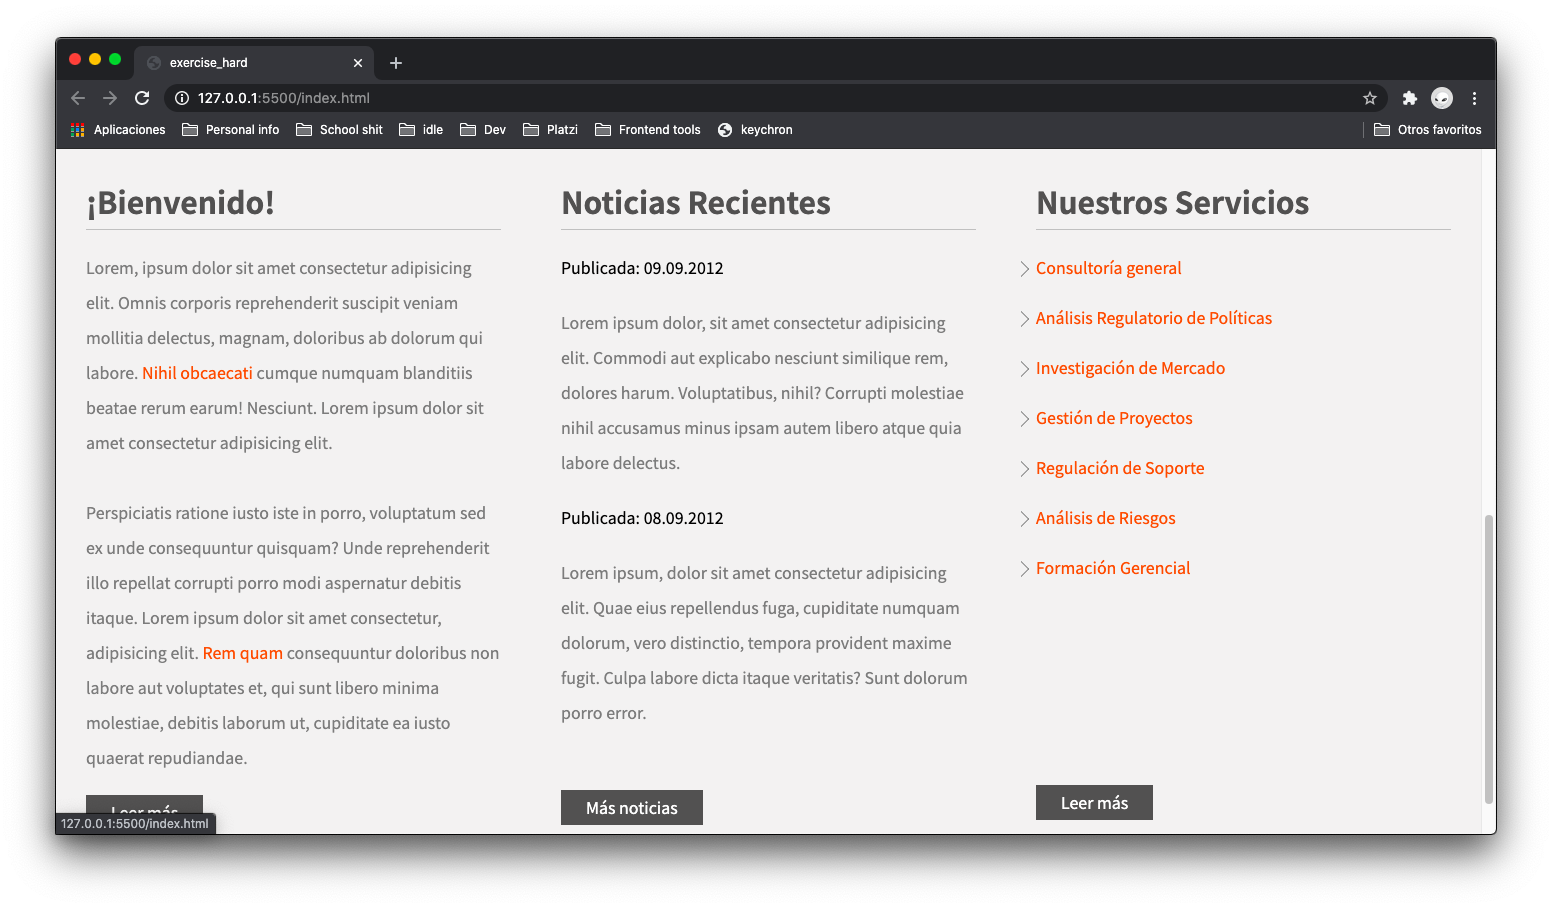 exercise_hard
127.0.0.1:5500/index.html
Aplicaciones Personal info School shit idle Dev Platzi Frontend tools keychron Otros favoritos
¡Bienvenido!
Lorem, ipsum dolor sit amet consectetur adipisicing
elit. Omnis corporis reprehenderit suscipit veniam
mollitia delectus, magnam, doloribus ab dolorum qui
labore. Nihil obcaecati cumque numquam blanditiis
beatae rerum earum! Nesciunt. Lorem ipsum dolor sit
amet consectetur adipisicing elit.
Perspiciatis ratione iusto iste in porro, voluptatum sed
ex unde consequuntur quisquam? Unde reprehenderit
illo repellat corrupti porro modi aspernatur debitis
itaque. Lorem ipsum dolor sit amet consectetur,
adipisicing elit. Rem quam consequuntur doloribus non
labore aut voluptates et, qui sunt libero minima
molestiae, debitis laborum ut, cupiditate ea iusto
quaerat repudiandae.
Leer más
Noticias Recientes
Publicada: 09.09.2012
Lorem ipsum dolor, sit amet consectetur adipisicing
elit. Commodi aut explicabo nesciunt similique rem,
dolores harum. Voluptatibus, nihil? Corrupti molestiae
nihil accusamus minus ipsam autem libero atque quia
labore delectus.
Publicada: 08.09.2012
Lorem ipsum, dolor sit amet consectetur adipisicing
elit. Quae eius repellendus fuga, cupiditate numquam
dolorum, vero distinctio, tempora provident maxime
fugit. Culpa labore dicta itaque veritatis? Sunt dolorum
porro error.
Más noticias
Nuestros Servicios
Consultoría general
Análisis Regulatorio de Políticas
Investigación de Mercado
Gestión de Proyectos
Regulación de Soporte
Análisis de Riesgos
Formación Gerencial
Leer más
127.0.0.1:5500/index.html